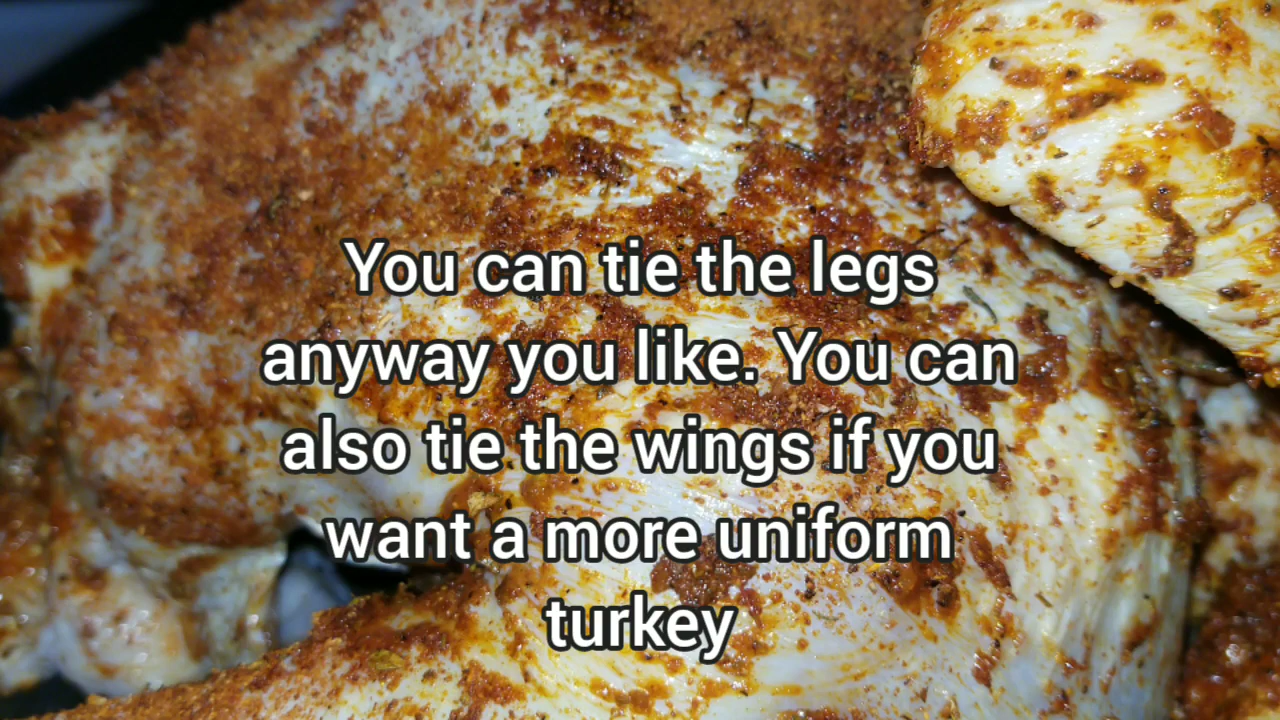 You can tie the legs
anyway you like. You can
also tie the wings if you
want a more uniform
turkey